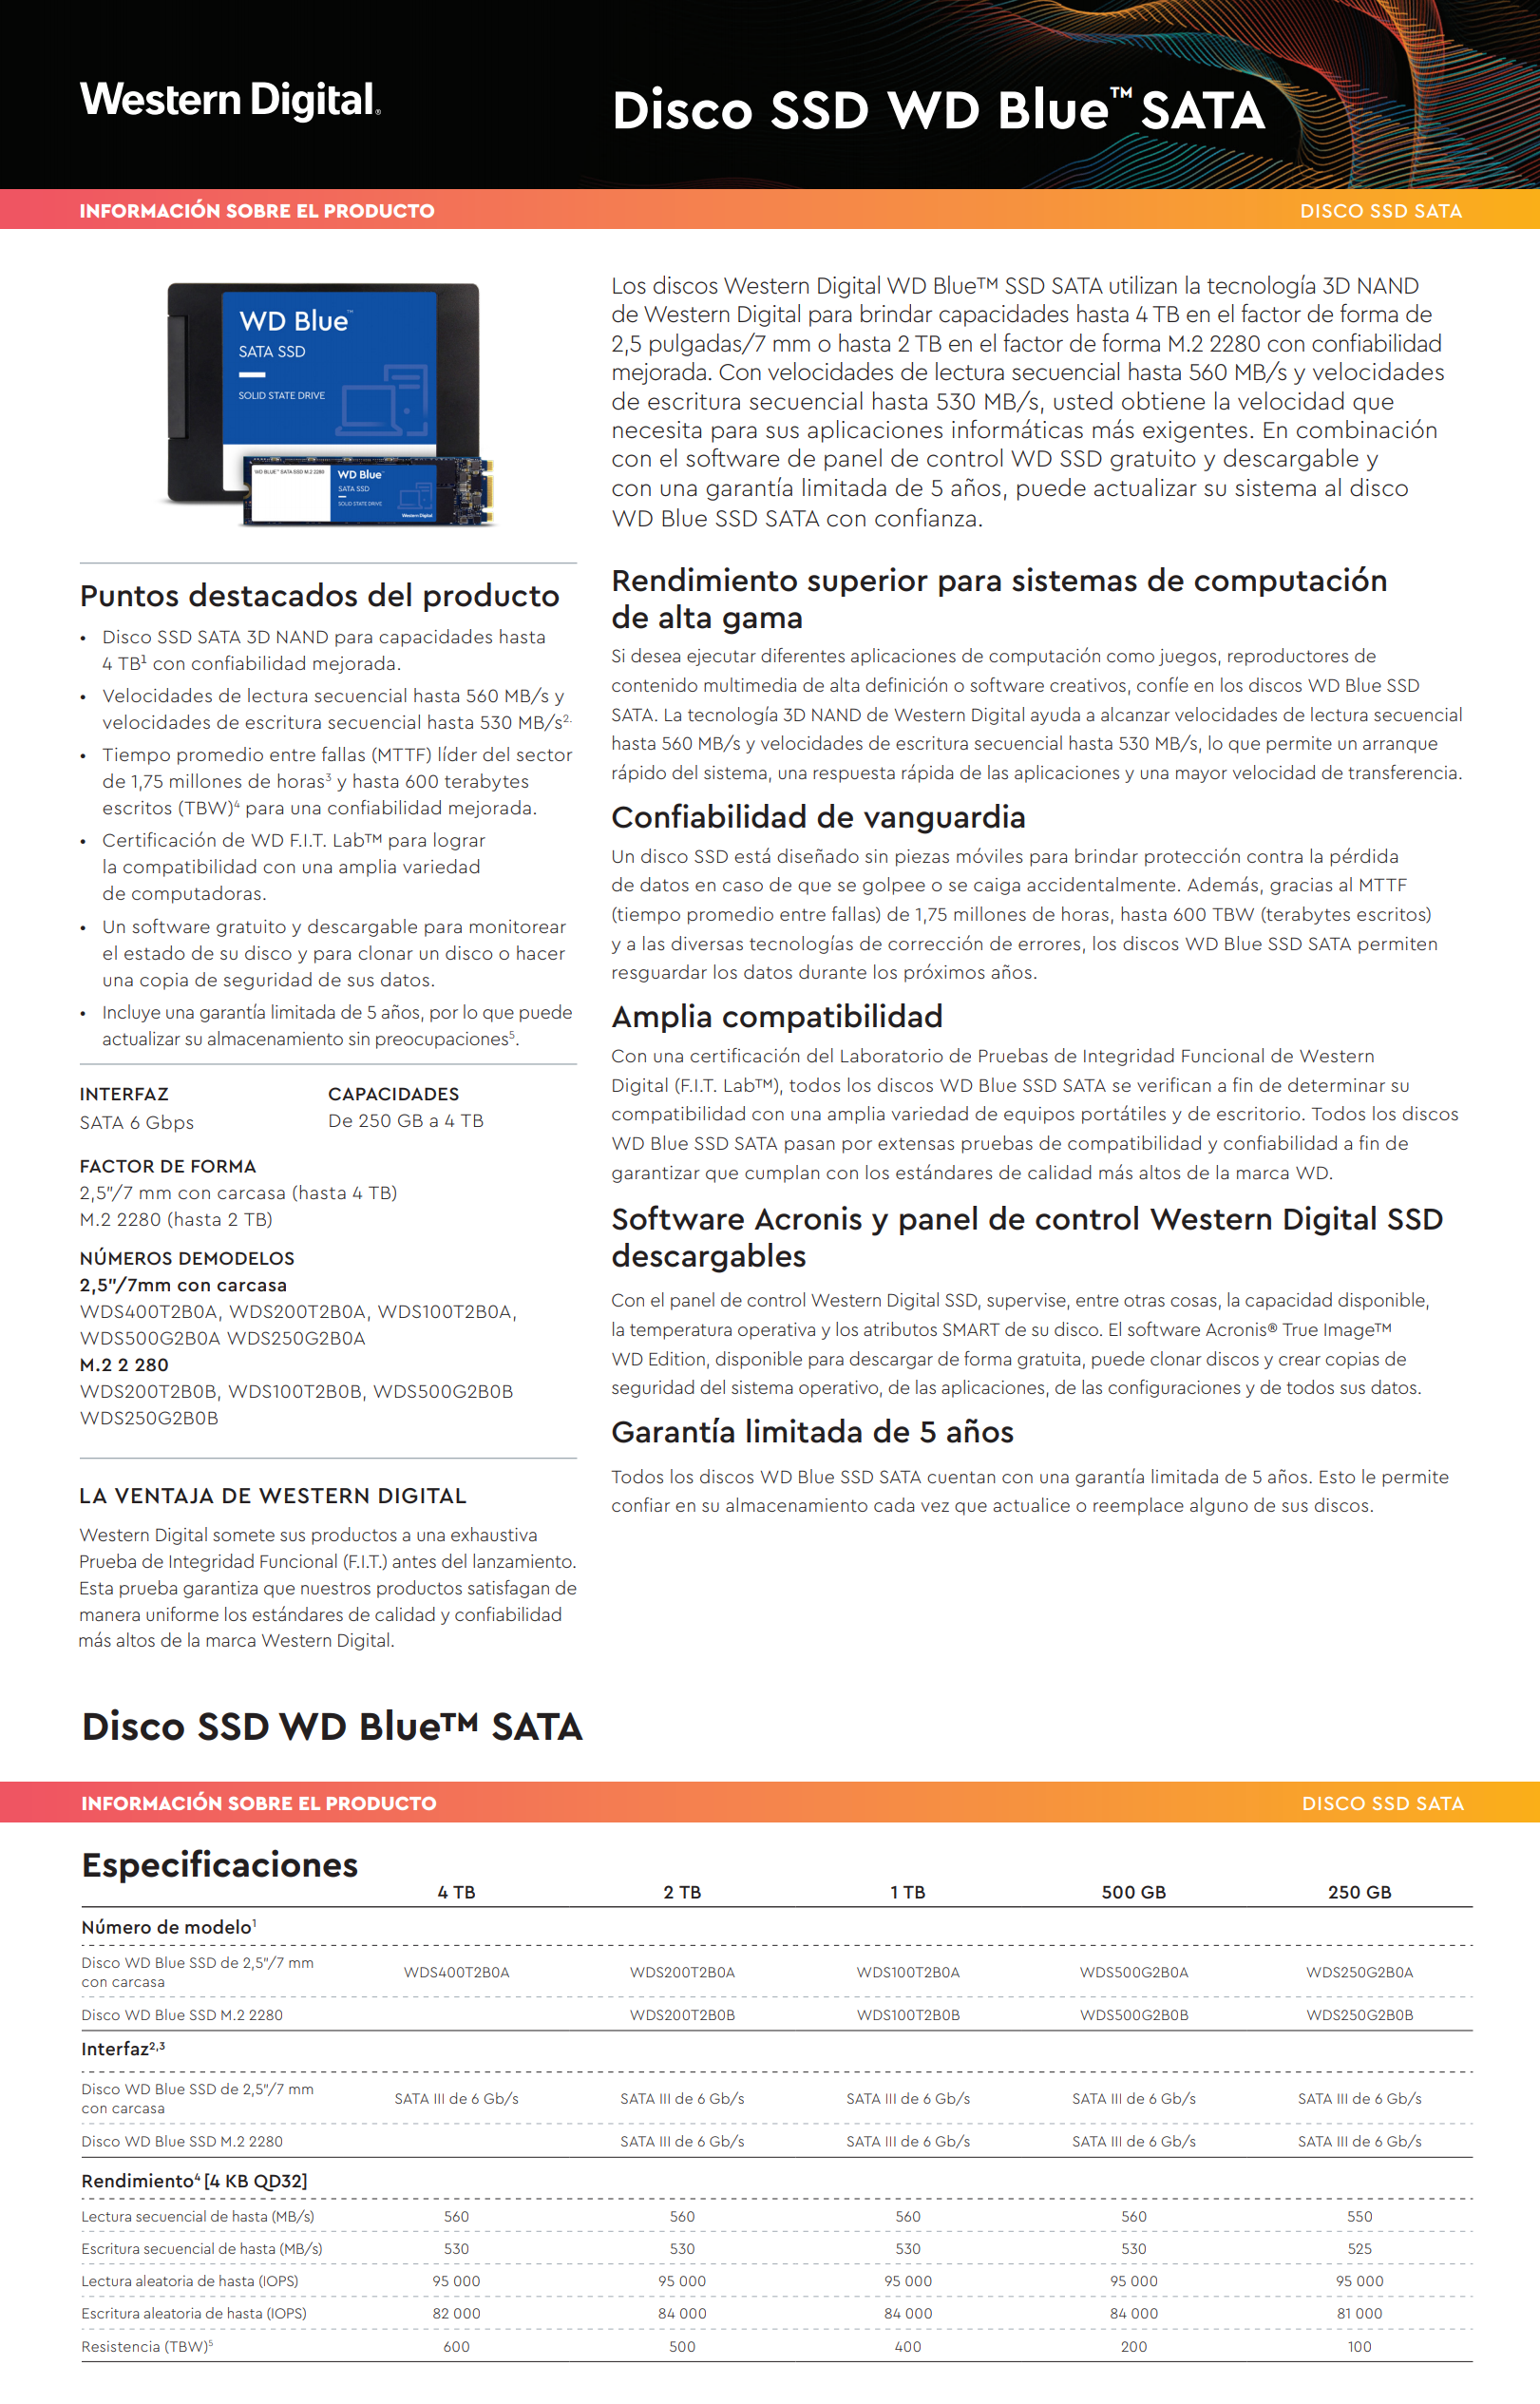 Western Digital®
Disco SSD WD Blue™ SATA
INFORMACIÓN SOBRE EL PRODUCTO
DISCO SSD SATA
WD Blue™
SATA SSD
SOLID STATE DRIVE
WD BLUE™ SATA SSD M.2 2280
WD Blue™
SATA SSD
SOLID STATE DRIVE
Western Digital
Puntos destacados del producto
• Disco SSD SATA 3D NAND para capacidades hasta
4 TB¹ con confiabilidad mejorada.
• Velocidades de lectura secuencial hasta 560 MB/s y
velocidades de escritura secuencial hasta 530 MB/s².
• Tiempo promedio entre fallas (MTTF) líder del sector
de 1,75 millones de horas³ y hasta 600 terabytes
escritos (TBW)⁴ para una confiabilidad mejorada.
• Certificación de WD F.I.T. Lab™ para lograr
la compatibilidad con una amplia variedad
de computadoras.
• Un software gratuito y descargable para monitorear
el estado de su disco y para clonar un disco o hacer
una copia de seguridad de sus datos.
• Incluye una garantía limitada de 5 años, por lo que puede
actualizar su almacenamiento sin preocupaciones⁵.
INTERFAZ
SATA 6 Gbps
CAPACIDADES
De 250 GB a 4 TB
FACTOR DE FORMA
2,5"/7 mm con carcasa (hasta 4 TB)
M.2 2280 (hasta 2 TB)
NÚMEROS DEMODELOS
2,5"/7mm con carcasa
WDS400T2B0A, WDS200T2B0A, WDS100T2B0A,
WDS500G2B0A WDS250G2B0A
M.2 2 280
WDS200T2B0B, WDS100T2B0B, WDS500G2B0B
WDS250G2B0B
LA VENTAJA DE WESTERN DIGITAL
Western Digital somete sus productos a una exhaustiva
Prueba de Integridad Funcional (F.I.T.) antes del lanzamiento.
Esta prueba garantiza que nuestros productos satisfagan de
manera uniforme los estándares de calidad y confiabilidad
más altos de la marca Western Digital.
Los discos Western Digital WD Blue™ SSD SATA utilizan la tecnología 3D NAND
de Western Digital para brindar capacidades hasta 4 TB en el factor de forma de
2,5 pulgadas/7 mm o hasta 2 TB en el factor de forma M.2 2280 con confiabilidad
mejorada. Con velocidades de lectura secuencial hasta 560 MB/s y velocidades
de escritura secuencial hasta 530 MB/s, usted obtiene la velocidad que
necesita para sus aplicaciones informáticas más exigentes. En combinación
con el software de panel de control WD SSD gratuito y descargable y
con una garantía limitada de 5 años, puede actualizar su sistema al disco
WD Blue SSD SATA con confianza.
Rendimiento superior para sistemas de computación
de alta gama
Si desea ejecutar diferentes aplicaciones de computación como juegos, reproductores de
contenido multimedia de alta definición o software creativos, confíe en los discos WD Blue SSD
SATA. La tecnología 3D NAND de Western Digital ayuda a alcanzar velocidades de lectura secuencial
hasta 560 MB/s y velocidades de escritura secuencial hasta 530 MB/s, lo que permite un arranque
rápido del sistema, una respuesta rápida de las aplicaciones y una mayor velocidad de transferencia.
Confiabilidad de vanguardia
Un disco SSD está diseñado sin piezas móviles para brindar protección contra la pérdida
de datos en caso de que se golpee o se caiga accidentalmente. Además, gracias al MTTF
(tiempo promedio entre fallas) de 1,75 millones de horas, hasta 600 TBW (terabytes escritos)
y a las diversas tecnologías de corrección de errores, los discos WD Blue SSD SATA permiten
resguardar los datos durante los próximos años.
Amplia compatibilidad
Con una certificación del Laboratorio de Pruebas de Integridad Funcional de Western
Digital (F.I.T. Lab™), todos los discos WD Blue SSD SATA se verifican a fin de determinar su
compatibilidad con una amplia variedad de equipos portátiles y de escritorio. Todos los discos
WD Blue SSD SATA pasan por extensas pruebas de compatibilidad y confiabilidad a fin de
garantizar que cumplan con los estándares de calidad más altos de la marca WD.
Software Acronis y panel de control Western Digital SSD
descargables
Con el panel de control Western Digital SSD, supervise, entre otras cosas, la capacidad disponible,
la temperatura operativa y los atributos SMART de su disco. El software Acronis® True Image™
WD Edition, disponible para descargar de forma gratuita, puede clonar discos y crear copias de
seguridad del sistema operativo, de las aplicaciones, de las configuraciones y de todos sus datos.
Garantía limitada de 5 años
Todos los discos WD Blue SSD SATA cuentan con una garantía limitada de 5 años. Esto le permite
confiar en su almacenamiento cada vez que actualice o reemplace alguno de sus discos.
Disco SSD WD Blue™ SATA
INFORMACIÓN SOBRE EL PRODUCTO
DISCO SSD SATA
Especificaciones
4 TB 2 TB 1 TB 500 GB 250 GB
Número de modelo¹
Disco WD Blue SSD de 2,5"/7 mm
con carcasa
WDS400T2B0A WDS200T2B0A WDS100T2B0A WDS500G2B0A WDS250G2B0A
Disco WD Blue SSD M.2 2280 WDS200T2B0B WDS100T2B0B WDS500G2B0B WDS250G2B0B
Interfaz²,³
Disco WD Blue SSD de 2,5"/7 mm
con carcasa
SATA III de 6 Gb/s SATA III de 6 Gb/s SATA III de 6 Gb/s SATA III de 6 Gb/s SATA III de 6 Gb/s
Disco WD Blue SSD M.2 2280 SATA III de 6 Gb/s SATA III de 6 Gb/s SATA III de 6 Gb/s SATA III de 6 Gb/s
Rendimiento⁴ [4 KB QD32]
Lectura secuencial de hasta (MB/s) 560 560 560 560 550
Escritura secuencial de hasta (MB/s) 530 530 530 530 525
Lectura aleatoria de hasta (IOPS) 95 000 95 000 95 000 95 000 95 000
Escritura aleatoria de hasta (IOPS) 82 000 84 000 84 000 84 000 81 000
Resistencia (TBW)⁵ 600 500 400 200 100